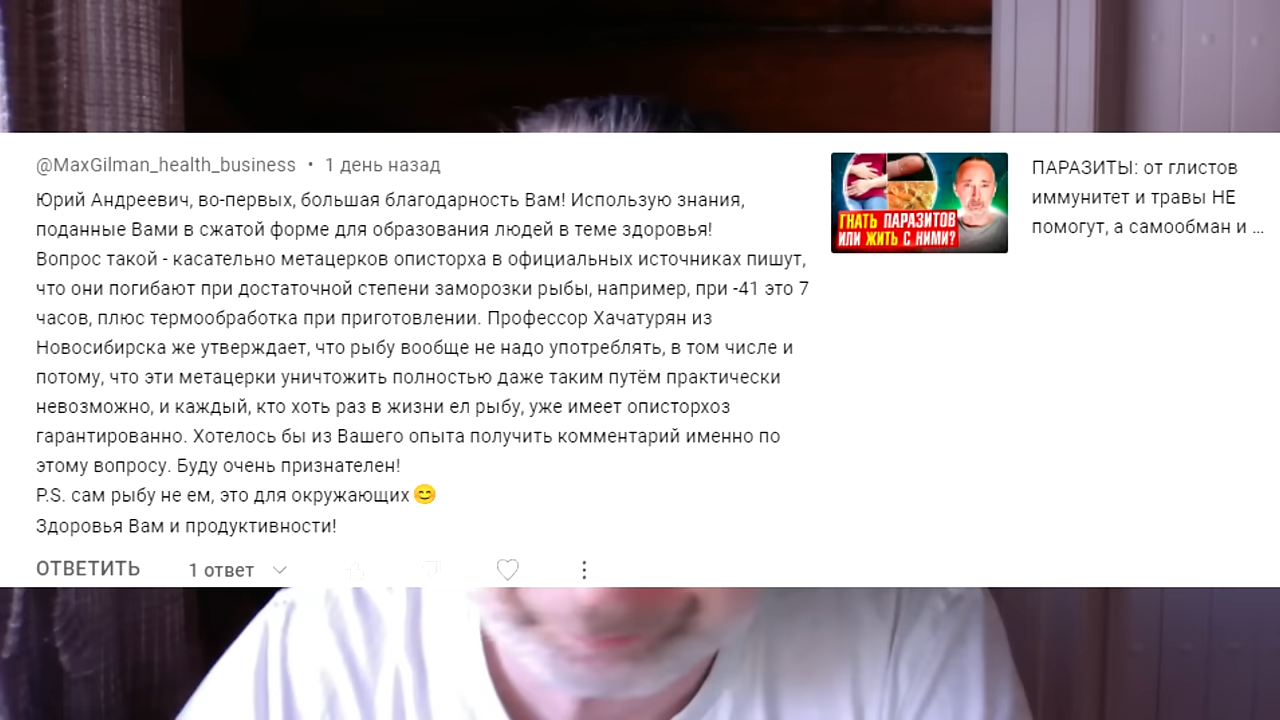 @MaxGilman_health_business • 1 день назад
Юрий Андреевич, во-первых, большая благодарность Вам! Использую знания,
поданные Вами в сжатой форме для образования людей в теме здоровья!
Вопрос такой - касательно метацерков описторха в официальных источниках пишут,
что они погибают при достаточной степени заморозки рыбы, например, при -41 это 7
часов, плюс термообработка при приготовлении. Профессор Хачатурян из
Новосибирска же утверждает, что рыбу вообще не надо употреблять, в том числе и
потому, что эти метацерки уничтожить полностью даже таким путём практически
невозможно, и каждый, кто хоть раз в жизни ел рыбу, уже имеет описторхоз
гарантированно. Хотелось бы из Вашего опыта получить комментарий именно по
этому вопросу. Буду очень признателен!
P.S. сам рыбу не ем, это для окружающих 😊
Здоровья Вам и продуктивности!
ОТВЕТИТЬ 1 ответ
ГНАТЬ ПАРАЗИТОВ
ИЛИ ЖИТЬ С НИМИ?
ПАРАЗИТЫ: от глистов
иммунитет и травы НЕ
помогут, а самообман и ...